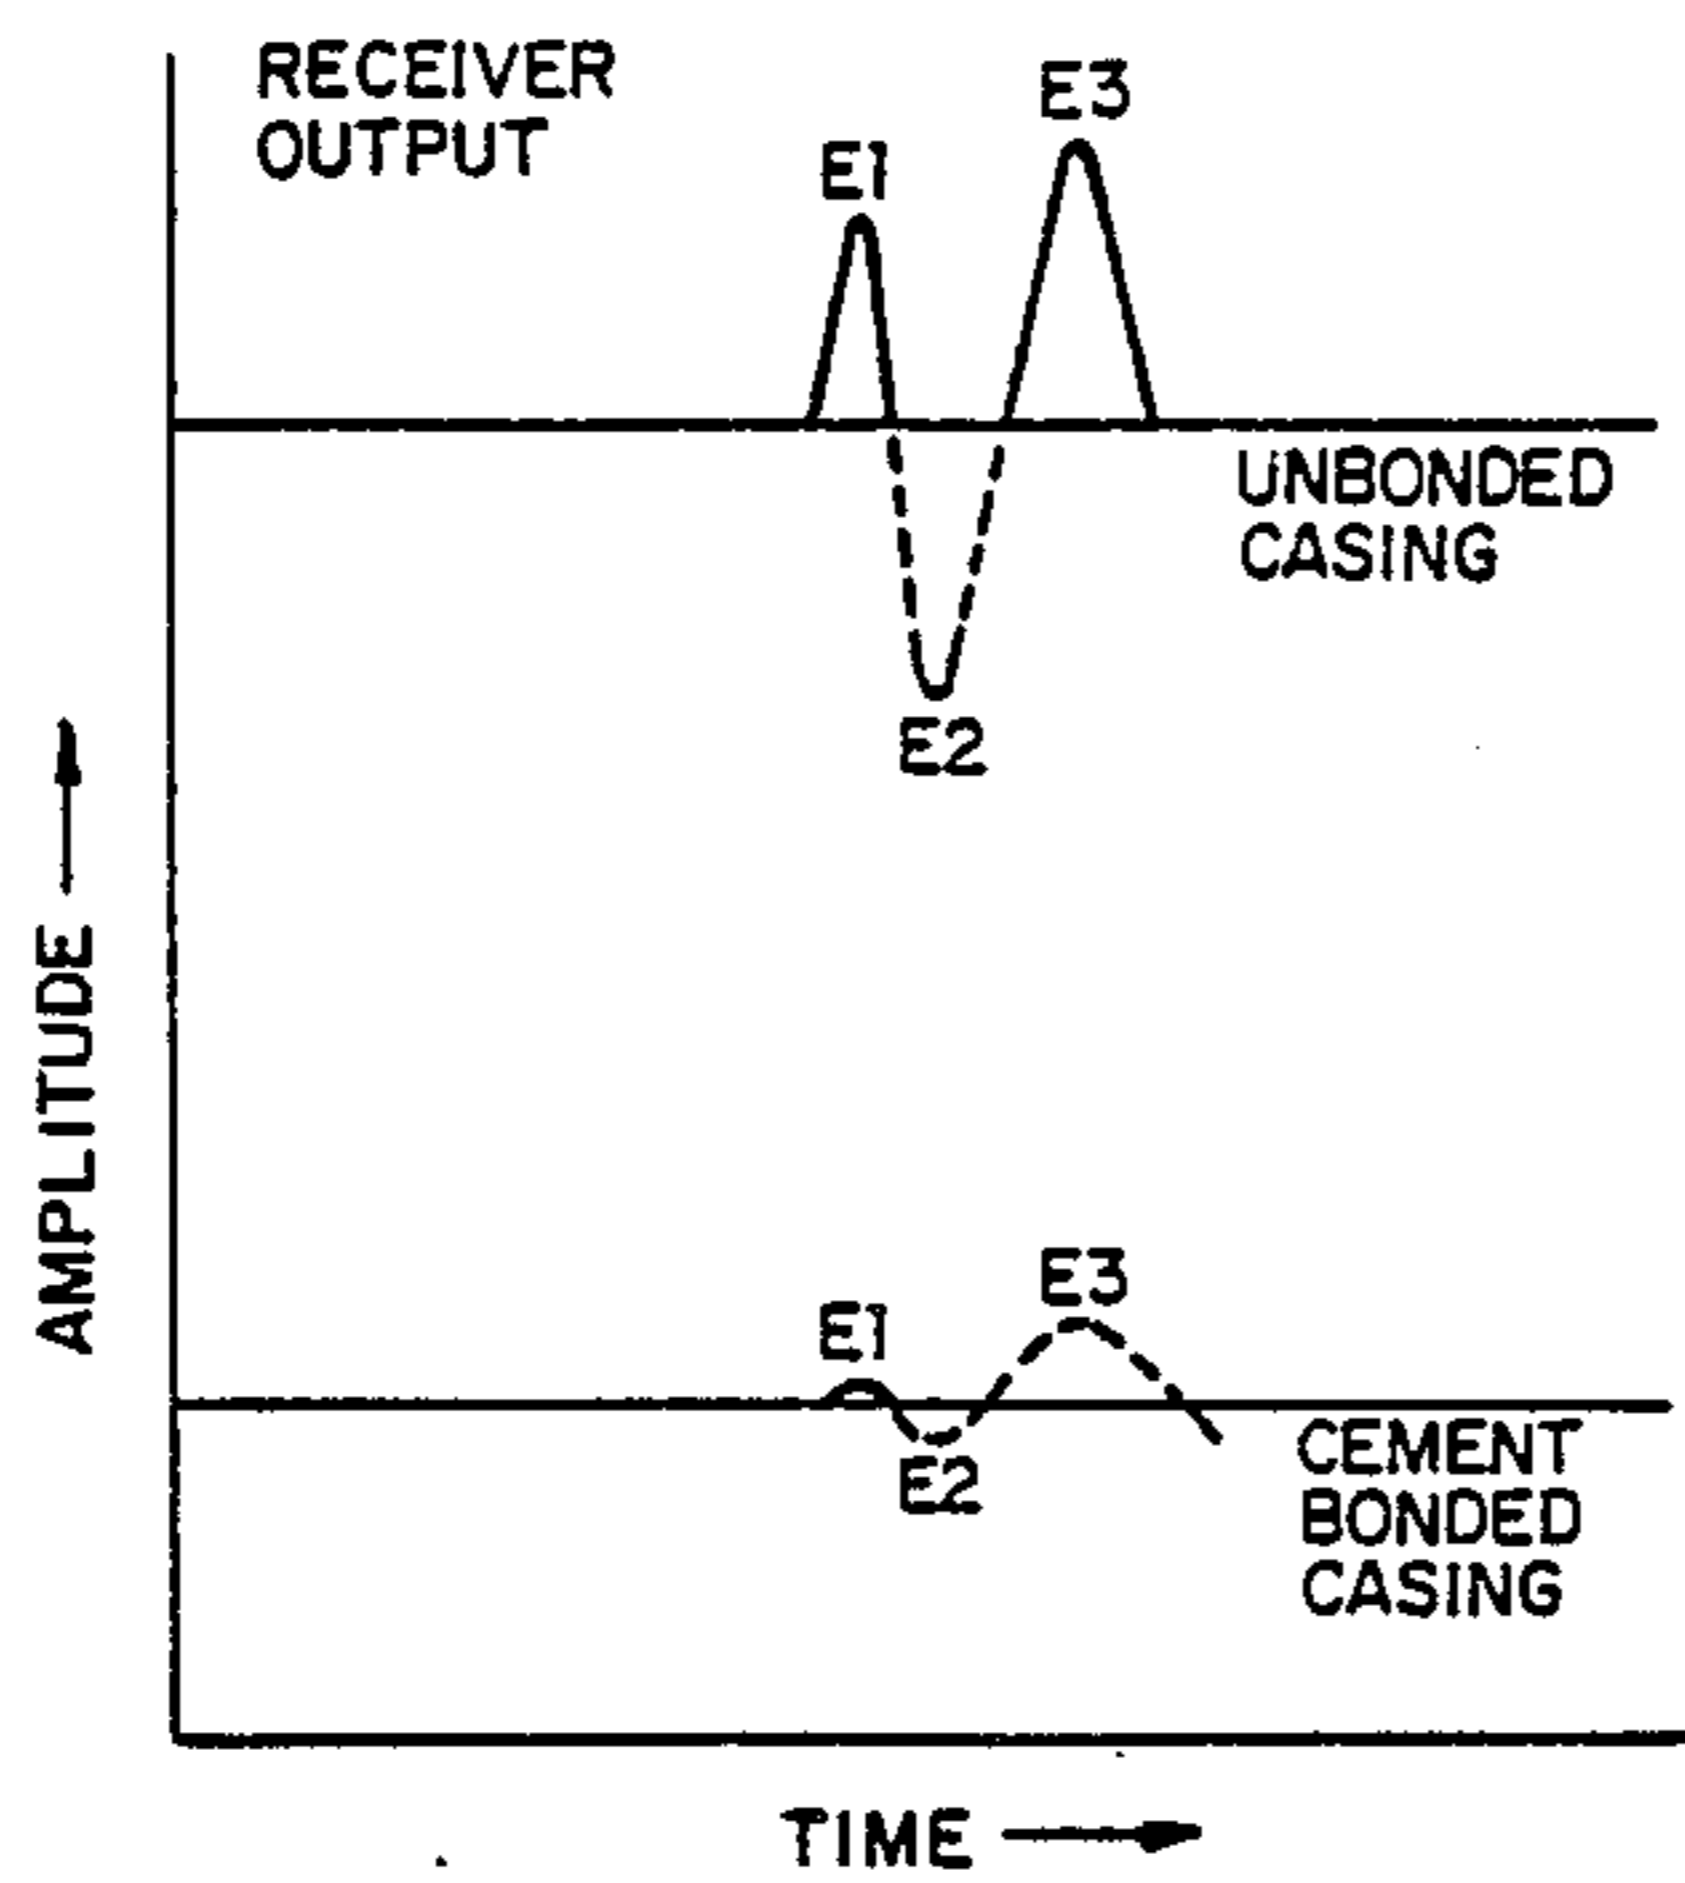 RECEIVER
OUTPUT
E1
E3
UNBONDED
CASING
E2
AMPLITUDE
E1
E3
E2
CEMENT
BONDED
CASING
TIME